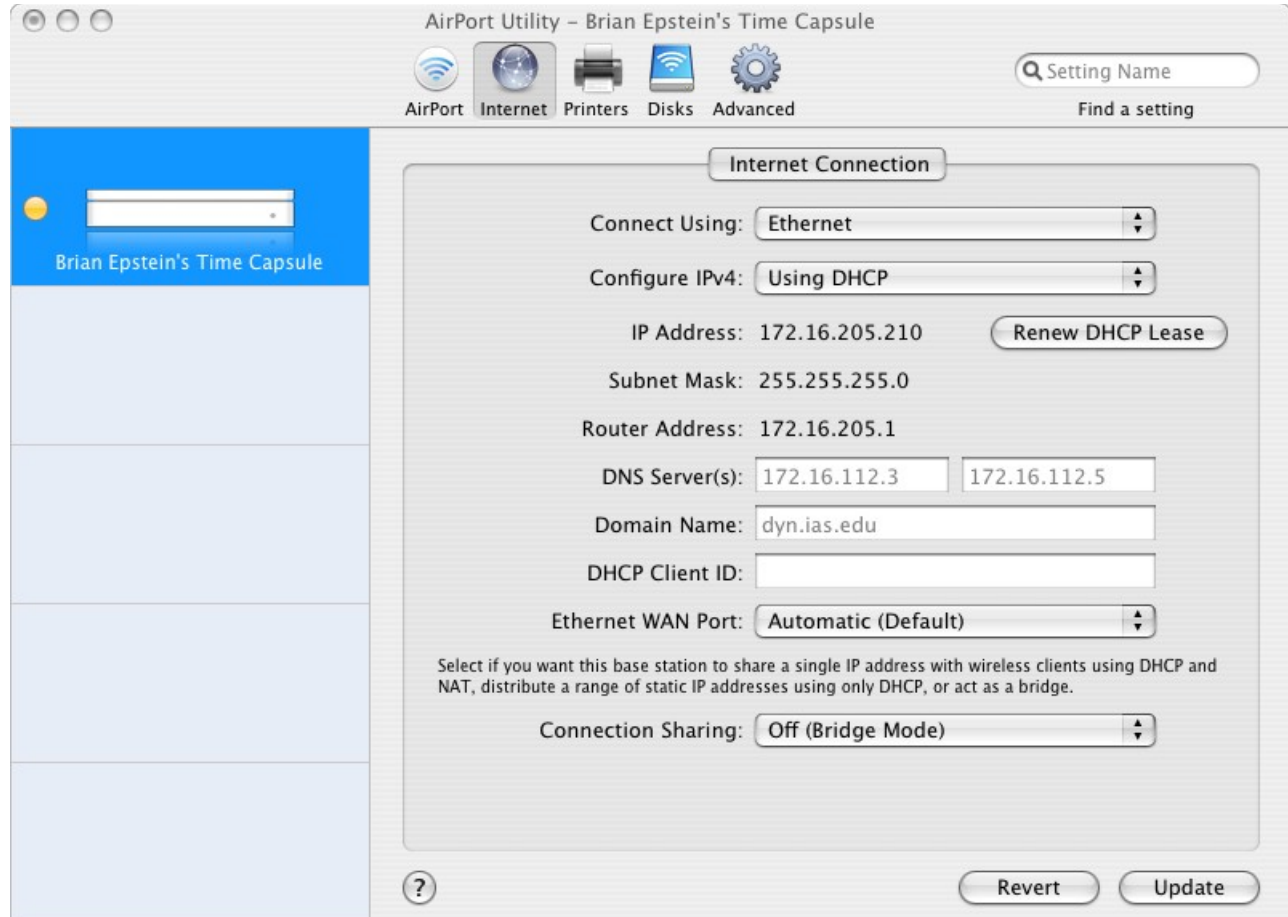 AirPort Utility – Brian Epstein's Time Capsule
AirPort Internet Printers Disks Advanced
Setting Name
Find a setting
Brian Epstein's Time Capsule
Internet Connection
Connect Using: Ethernet
Configure IPv4: Using DHCP
IP Address: 172.16.205.210 Renew DHCP Lease
Subnet Mask: 255.255.255.0
Router Address: 172.16.205.1
DNS Server(s): 172.16.112.3 172.16.112.5
Domain Name: dyn.ias.edu
DHCP Client ID:
Ethernet WAN Port: Automatic (Default)
Select if you want this base station to share a single IP address with wireless clients using DHCP and
NAT, distribute a range of static IP addresses using only DHCP, or act as a bridge.
Connection Sharing: Off (Bridge Mode)
? Revert Update